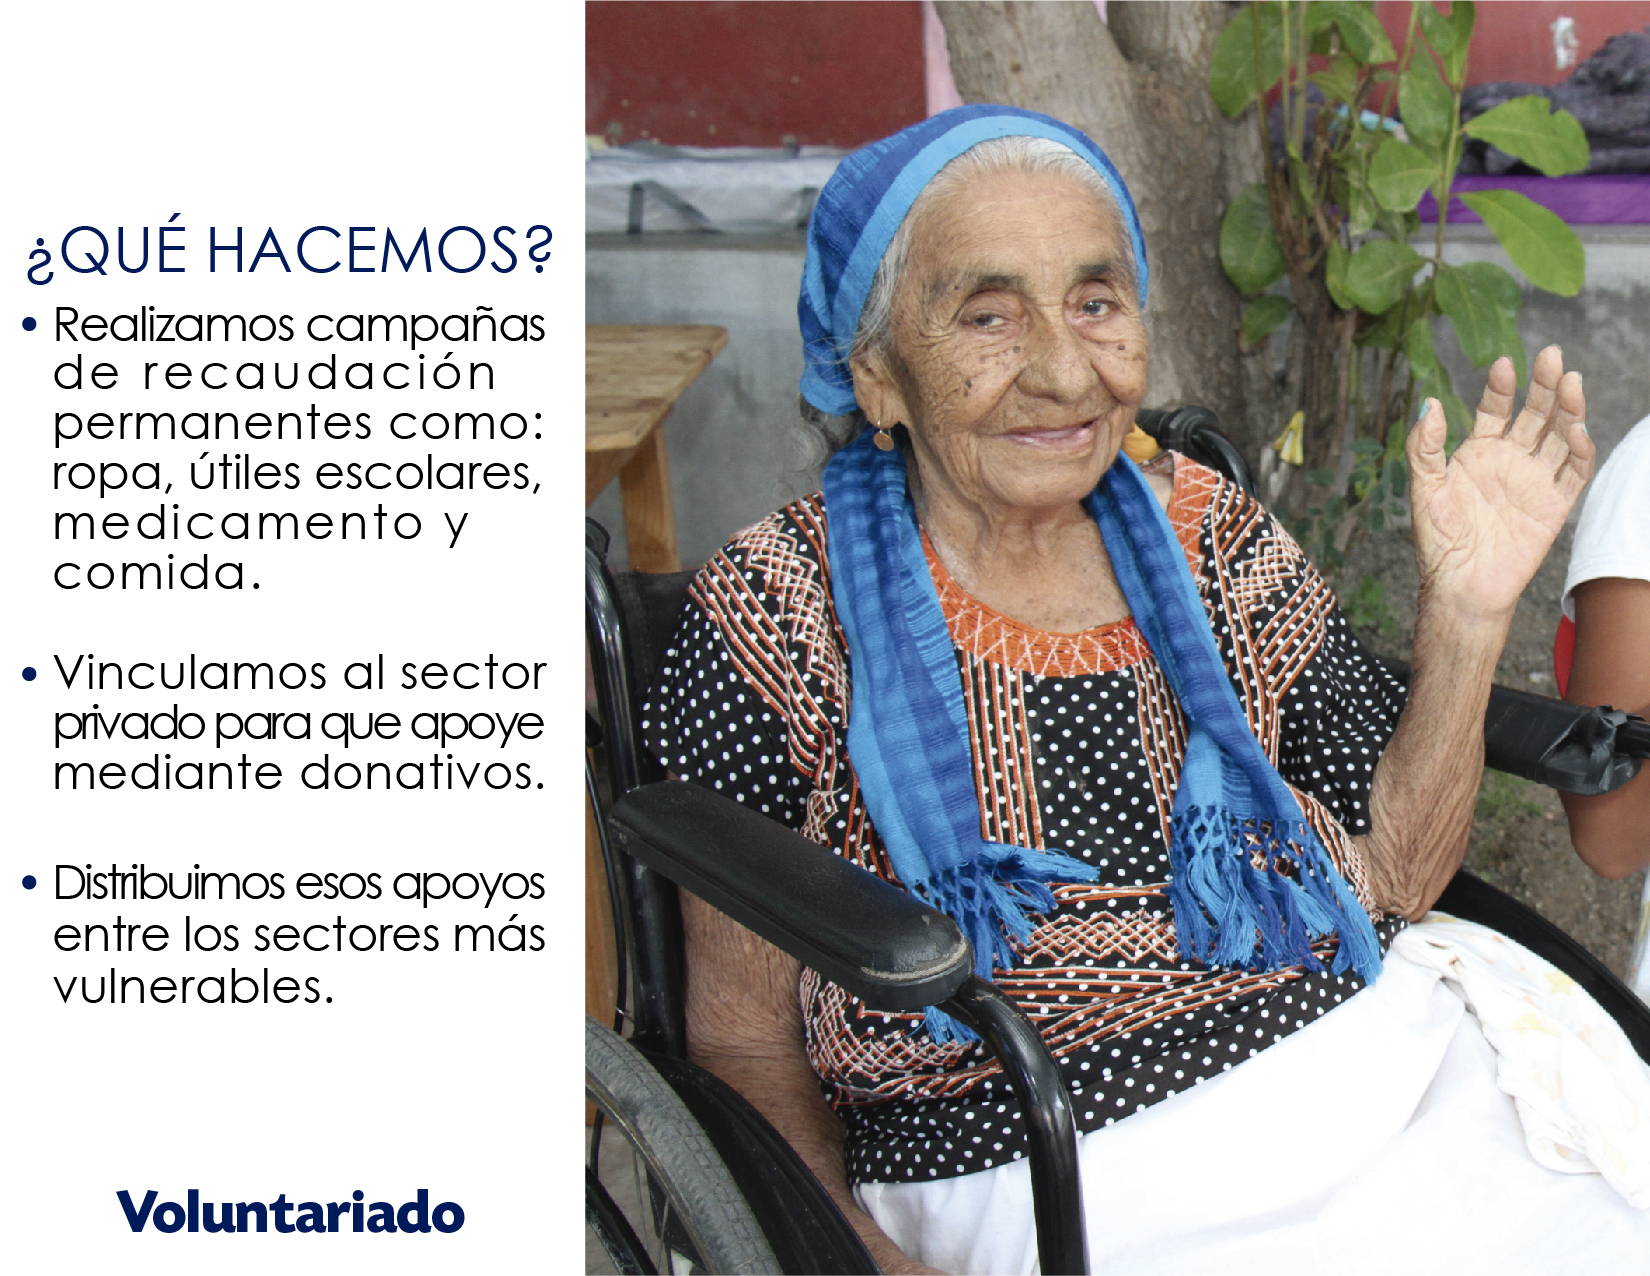 ¿QUÉ HACEMOS?
• Realizamos campañas
de recaudación
permanentes como:
ropa, útiles escolares,
medicamento y
comida.
• Vinculamos al sector
privado para que apoye
mediante donativos.
• Distribuimos esos apoyos
entre los sectores más
vulnerables.
Voluntariado